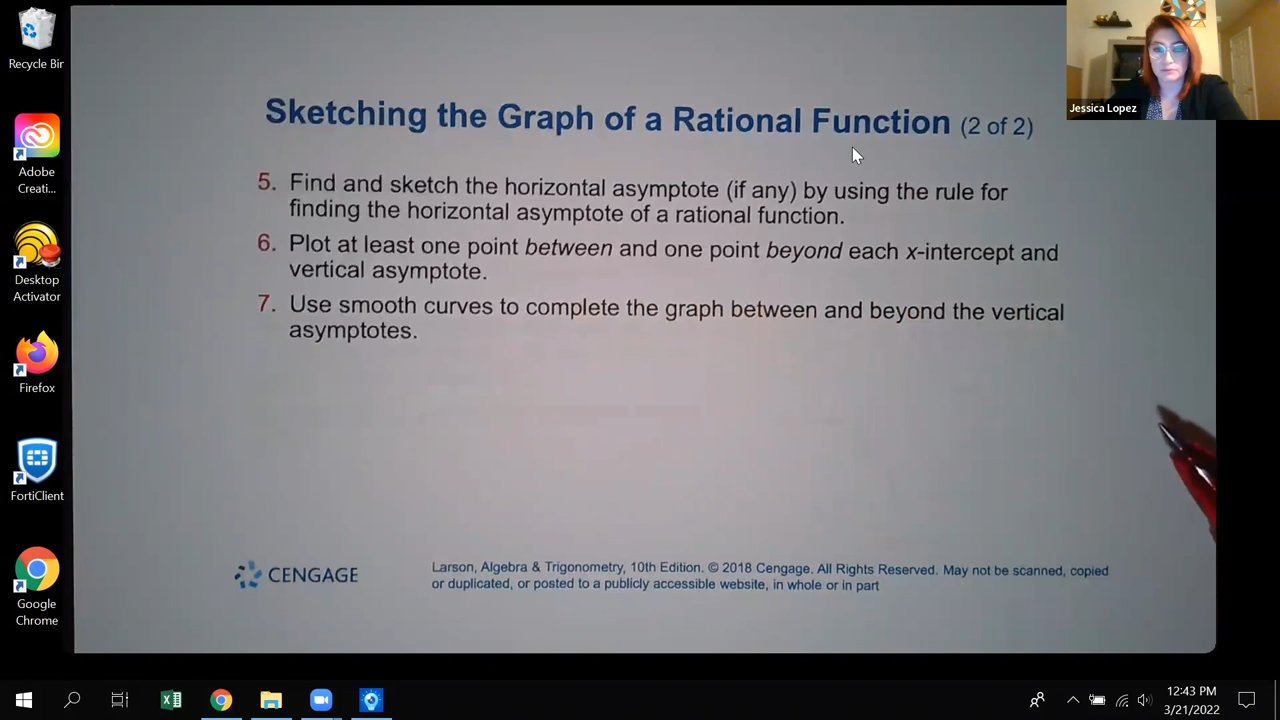 Recycle Bin
Adobe
Creati...
Desktop
Activator
Firefox
FortiClient
Google
Chrome
Jessica Lopez
Sketching the Graph of a Rational Function (2 of 2)
5. Find and sketch the horizontal asymptote (if any) by using the rule for
finding the horizontal asymptote of a rational function.
6. Plot at least one point between and one point beyond each x-intercept and
vertical asymptote.
7. Use smooth curves to complete the graph between and beyond the vertical
asymptotes.
CENGAGE
Larson, Algebra & Trigonometry, 10th Edition. © 2018 Cengage. All Rights Reserved. May not be scanned, copied
or duplicated, or posted to a publicly accessible website, in whole or in part
12:43 PM
3/21/2022